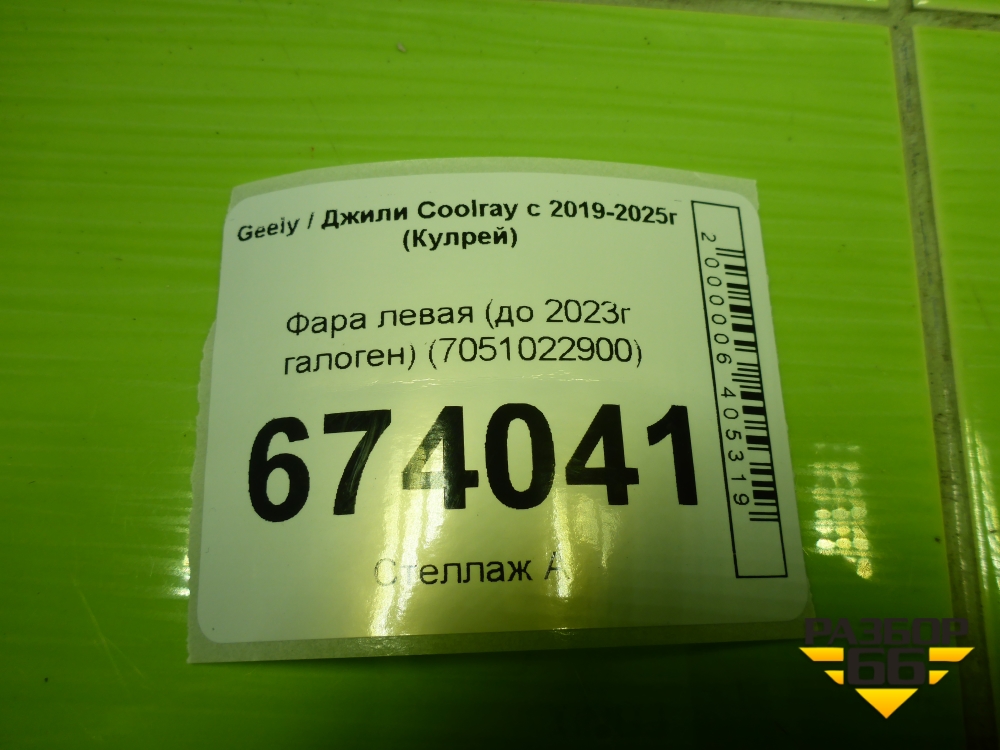 Geely / Джили Coolray с 2019-2025г
(Кулрей)
Фара левая (до 2023г
галоген) (7051022900)
674041
Стеллаж А
2000006405319
РАЗБОР
66